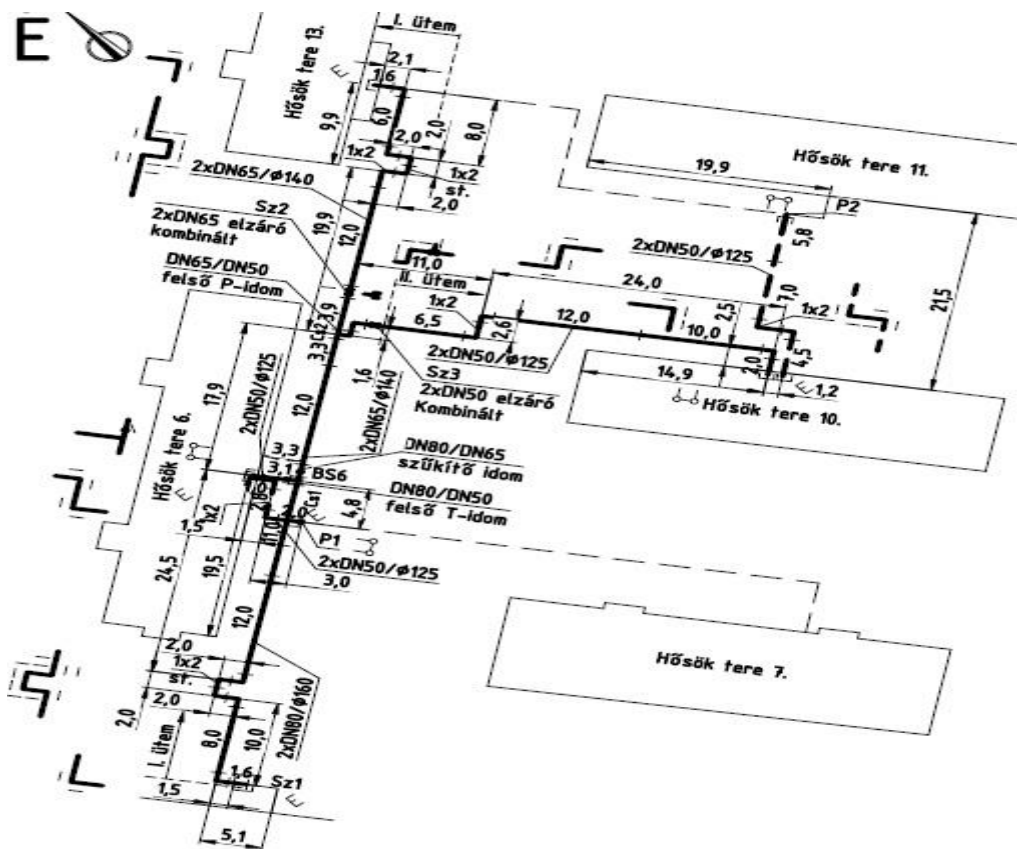 E
I. ütem
Hősök tere 13.
2,1
1,6
9,9
6,0
2,0
2,0
8,0
1x2
1x2
st.
2,0
2xDN65/ø140
19,9
12,0
Sz2
2xDN65 elzáró
kombinált
DN65/DN50
felső P-idom
11,0
II. ütem
3,9
Cs2
3,3
1x2
6,5
2,6
24,0
12,0
10,0
2,5
2,0
2xDN50/ø125
Sz3
2xDN50 elzáró
Kombinált
1,6
2xDN65/ø140
19,9
Hősök tere 11.
P2
5,8
2xDN50/ø125
7,0
1x2
21,5
4,5
1,2
14,9
Hősök tere 10.
17,9
2xDN50/ø125
12,0
Hősök tere 6.
3,3
3,1
BS6
DN80/DN65
szűkítő idom
DN80/DN50
felső T-idom
Cs1
4,8
1x2
1,5
11,0
P1
2xDN50/ø125
3,0
24,5
19,5
12,0
2,0
1x2
st.
2,0
2,0
I. ütem
8,0
10,0
2xDN80/ø160
1,6
Sz1
1,5
5,1
Hősök tere 7.